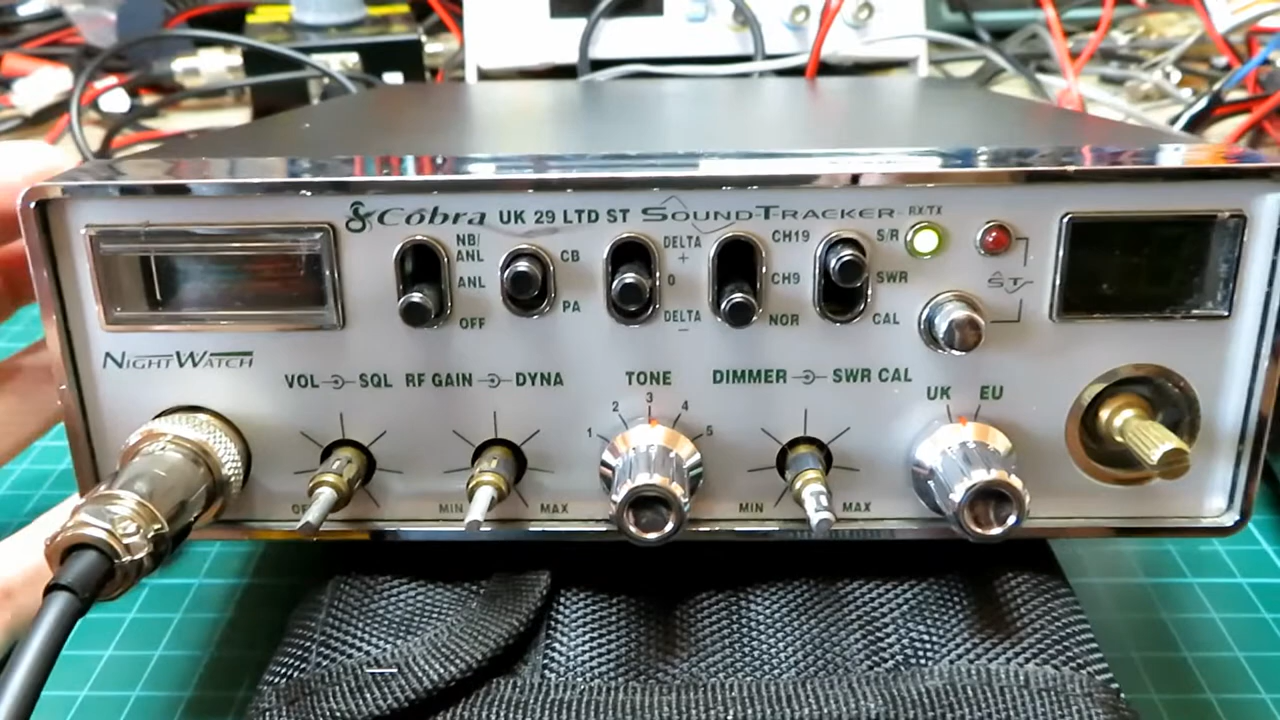 Cobra UK 29 LTD ST SOUNDTRACKER RX/TX
NB/
ANL
ANL
OFF
CB
PA
DELTA
+
0
DELTA
−
CH19
CH9
NOR
S/R
SWR
CAL
ST
NIGHTWATCH
VOL SQL RF GAIN DYNA TONE DIMMER SWR CAL UK EU
1 2 3 4 5
MIN MAX MIN MAX